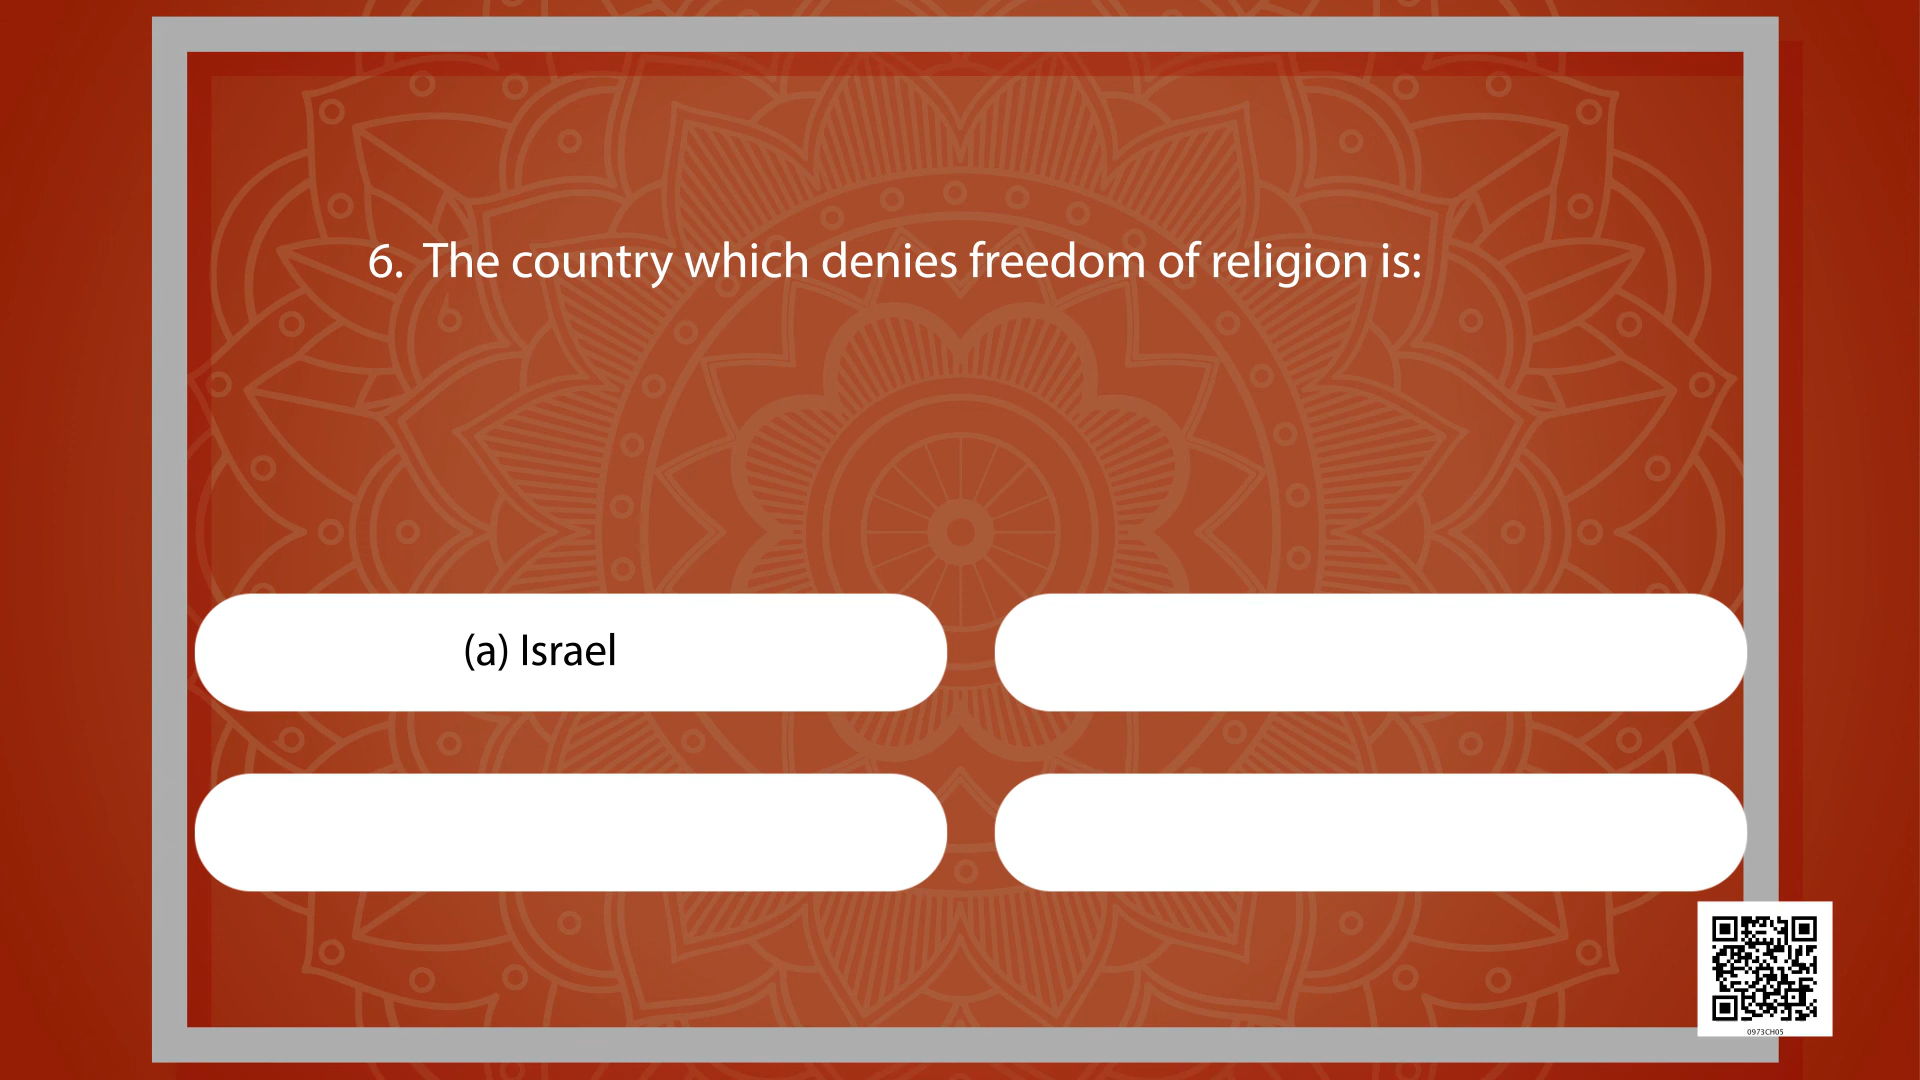 6. The country which denies freedom of religion is:
(a) Israel
0973CH05